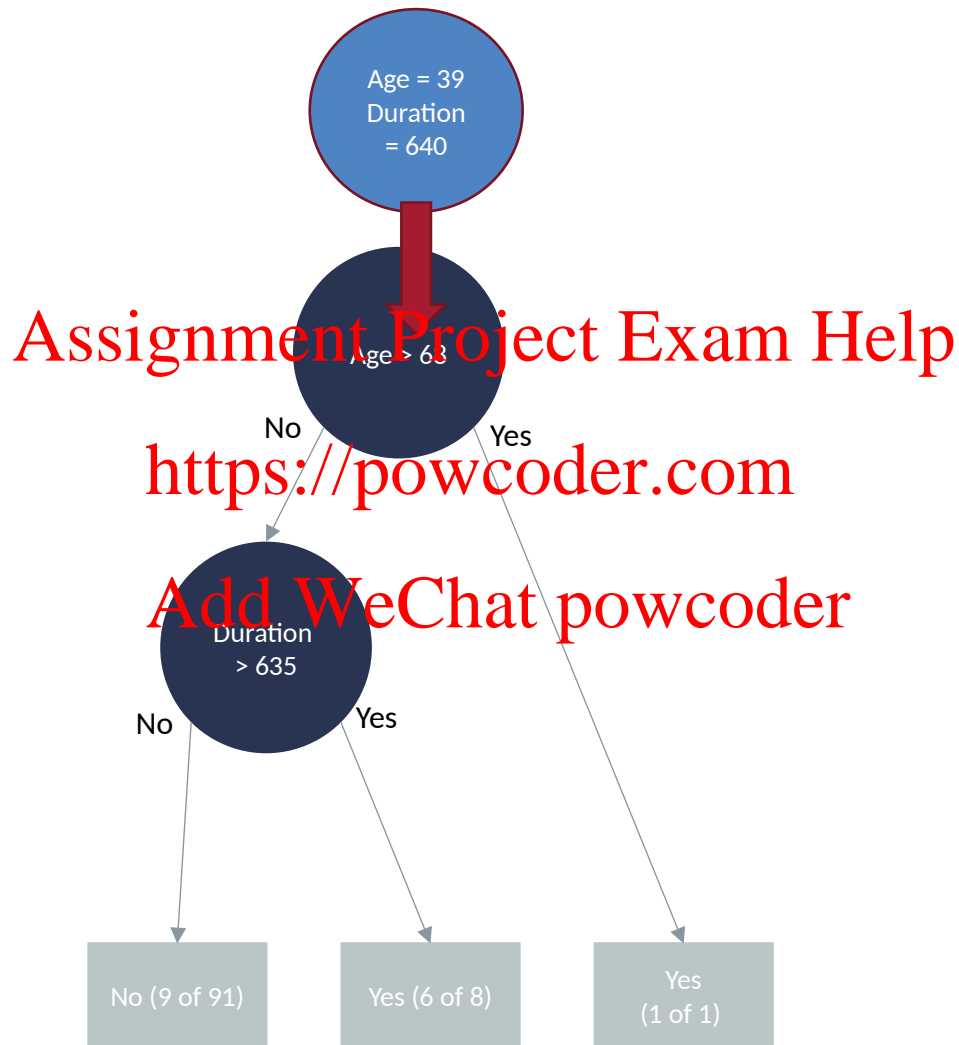 Age = 39
Duration
= 640
Assignment Project Exam Help
Age > 68
No
Yes
https://powcoder.com
Add WeChat powcoder
Duration
> 635
No
Yes
No (9 of 91)
Yes (6 of 8)
Yes
(1 of 1)